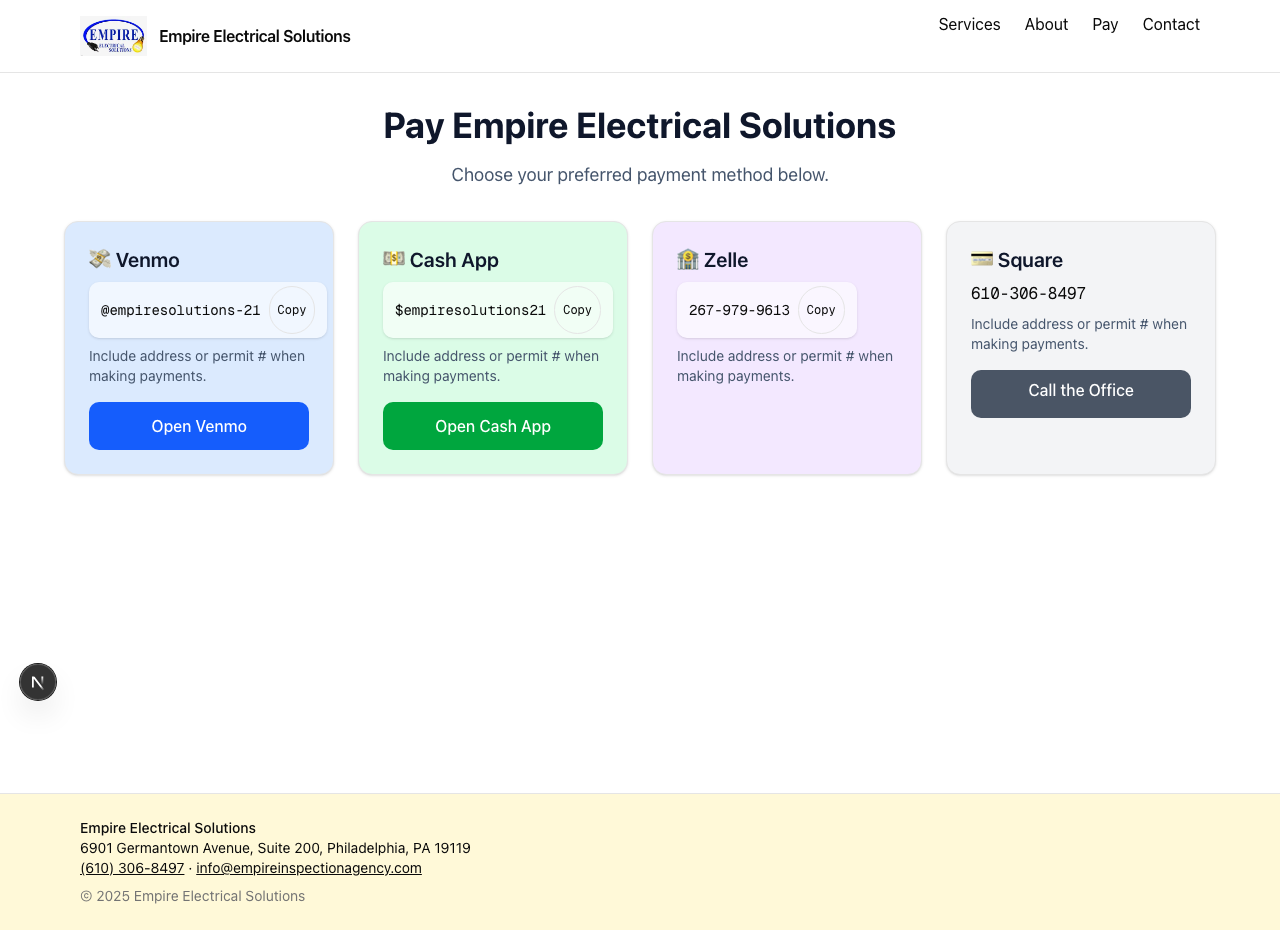 EMPIRE
ELECTRICAL
SOLUTIONS
Empire Electrical Solutions
Services About Pay Contact
Pay Empire Electrical Solutions
Choose your preferred payment method below.
💸 Venmo
@empiresolutions-21 Copy
Include address or permit # when
making payments.
Open Venmo
💵 Cash App
$empiresolutions21 Copy
Include address or permit # when
making payments.
Open Cash App
🏦 Zelle
267-979-9613 Copy
Include address or permit # when
making payments.
💳 Square
610-306-8497
Include address or permit # when
making payments.
Call the Office
N
Empire Electrical Solutions
6901 Germantown Avenue, Suite 200, Philadelphia, PA 19119
(610) 306-8497 · info@empireinspectionagency.com
© 2025 Empire Electrical Solutions